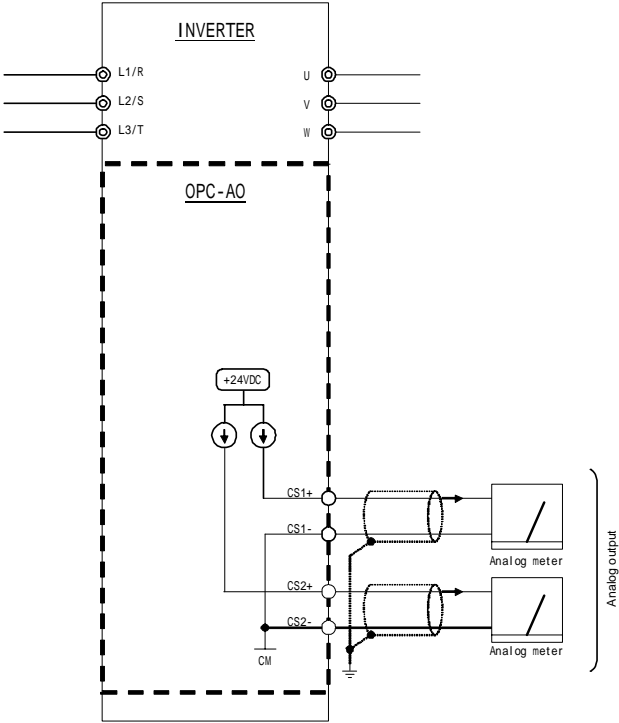 INVERTER
L1/R
U
L2/S
V
L3/T
W
OPC-AO
+24VDC
CS1+
CS1-
Analog meter
CS2+
CS2-
Analog meter
CM
Analog output